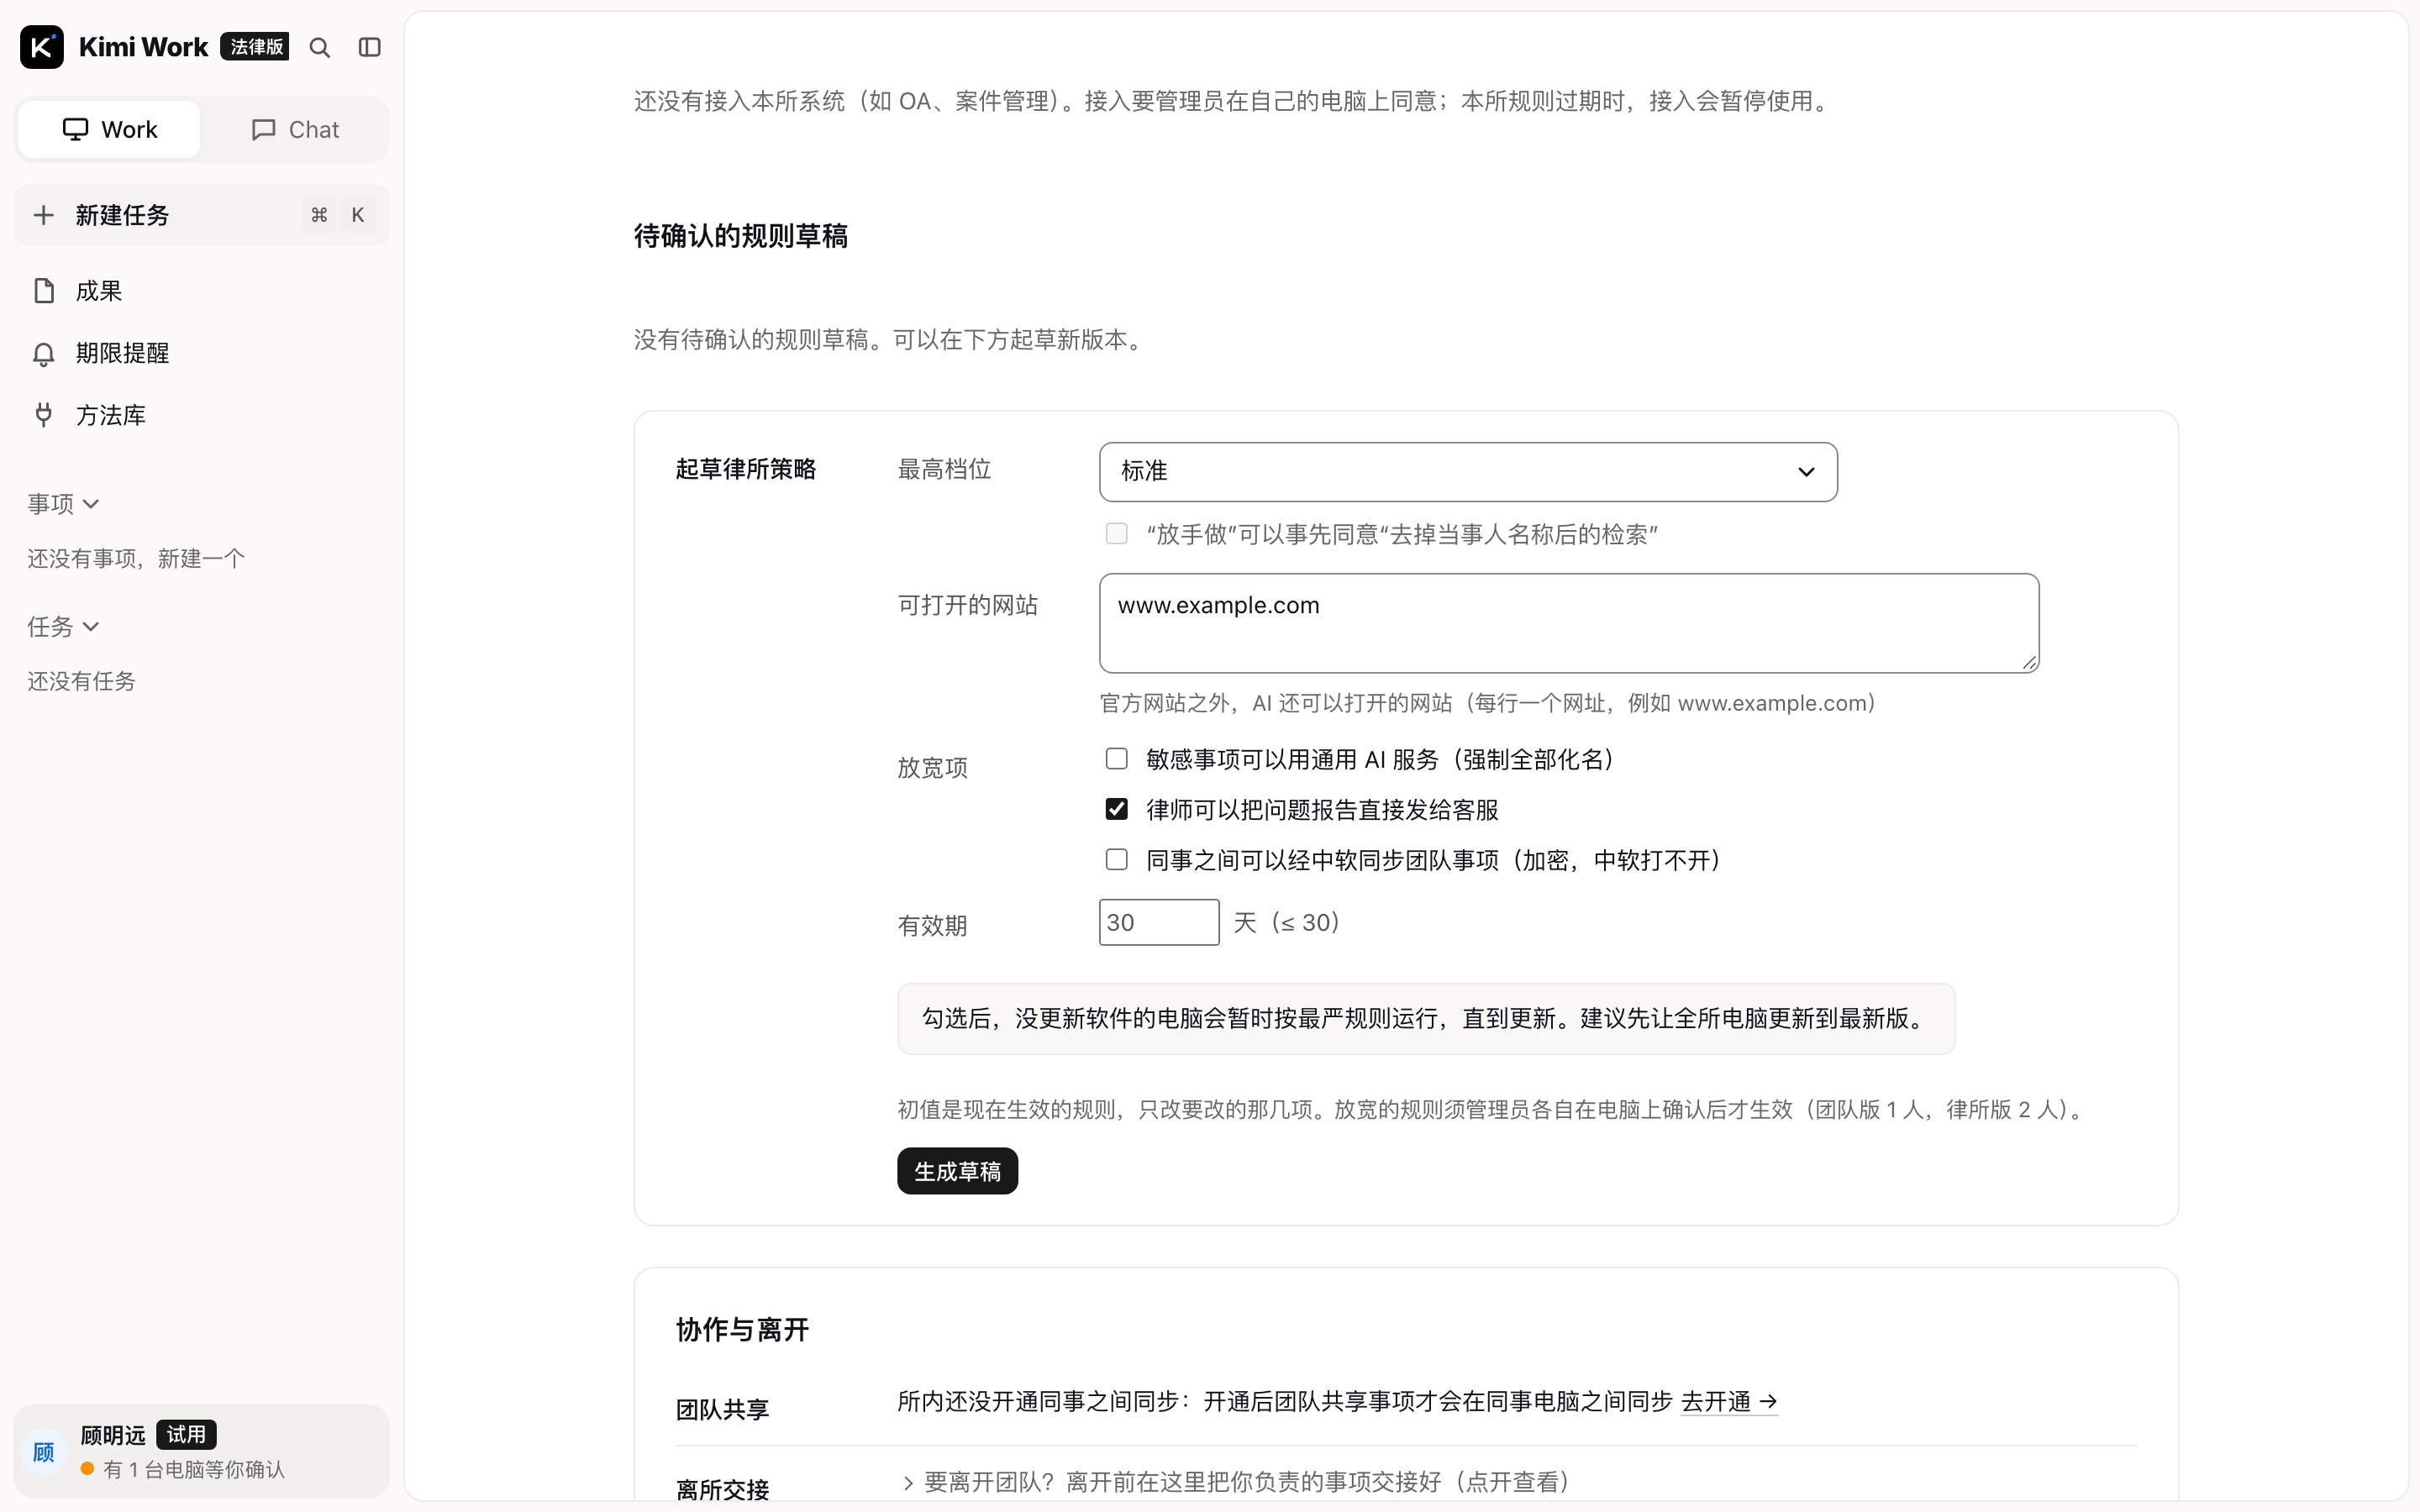 Kimi Work 法律版
Work
Chat
新建任务 ⌘ K
成果
期限提醒
方法库
事项
还没有事项，新建一个
任务
还没有任务
顾 顾明远 试用
有 1 台电脑等你确认
还没有接入本所系统（如 OA、案件管理）。接入要管理员在自己的电脑上同意；本所规则过期时，接入会暂停使用。
待确认的规则草稿
没有待确认的规则草稿。可以在下方起草新版本。
起草律所策略
最高档位 标准
“放手做”可以事先同意“去掉当事人名称后的检索”
可打开的网站 www.example.com
官方网站之外，AI 还可以打开的网站（每行一个网址，例如 www.example.com）
放宽项
敏感事项可以用通用 AI 服务（强制全部化名）
律师可以把问题报告直接发给客服
同事之间可以经中软同步团队事项（加密，中软打不开）
有效期 30 天（≤ 30）
勾选后，没更新软件的电脑会暂时按最严规则运行，直到更新。建议先让全所电脑更新到最新版。
初值是现在生效的规则，只改要改的那几项。放宽的规则须管理员各自在电脑上确认后才生效（团队版 1 人，律所版 2 人）。
生成草稿
协作与离开
团队共享 所内还没开通同事之间同步：开通后团队共享事项才会在同事电脑之间同步 去开通 →
离所交接 要离开团队？离开前在这里把你负责的事项交接好（点开查看）